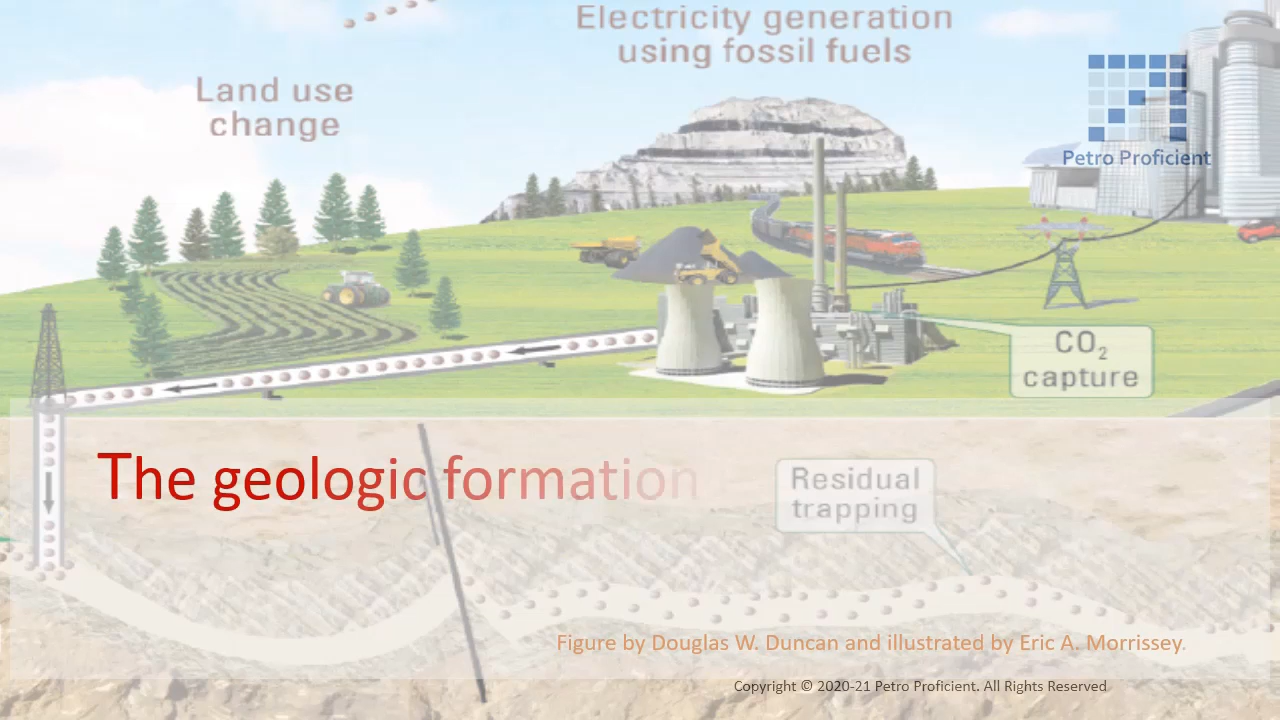 Electricity generation
using fossil fuels
Land use
change
Petro Proficient
CO₂
capture
The geologic formation
Residual
trapping
Figure by Douglas W. Duncan and illustrated by Eric A. Morrissey.
Copyright © 2020-21 Petro Proficient. All Rights Reserved